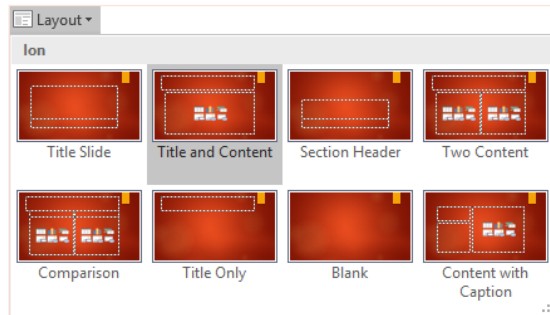 Layout
Ion
Title Slide
Title and Content
Section Header
Two Content
Comparison
Title Only
Blank
Content with
Caption